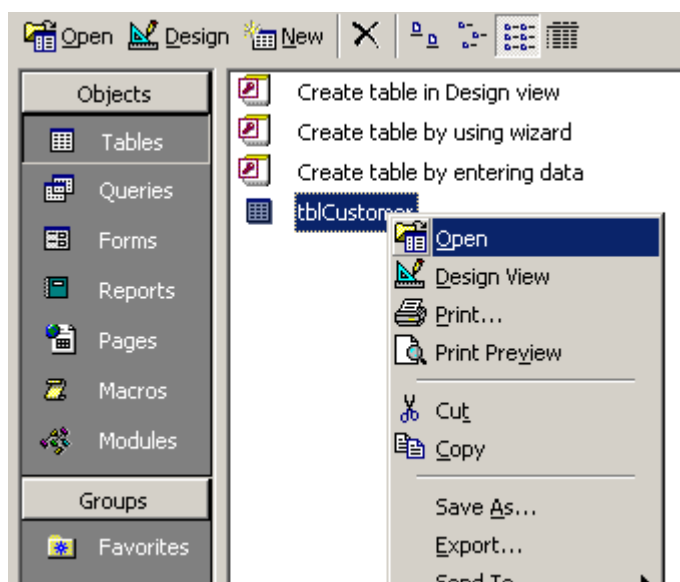 Open Design New
Objects
Tables
Queries
Forms
Reports
Pages
Macros
Modules
Groups
Favorites
Create table in Design view
Create table by using wizard
Create table by entering data
tblCustomer
Open
Design View
Print...
Print Preview
Cut
Copy
Save As...
Export...
Send To